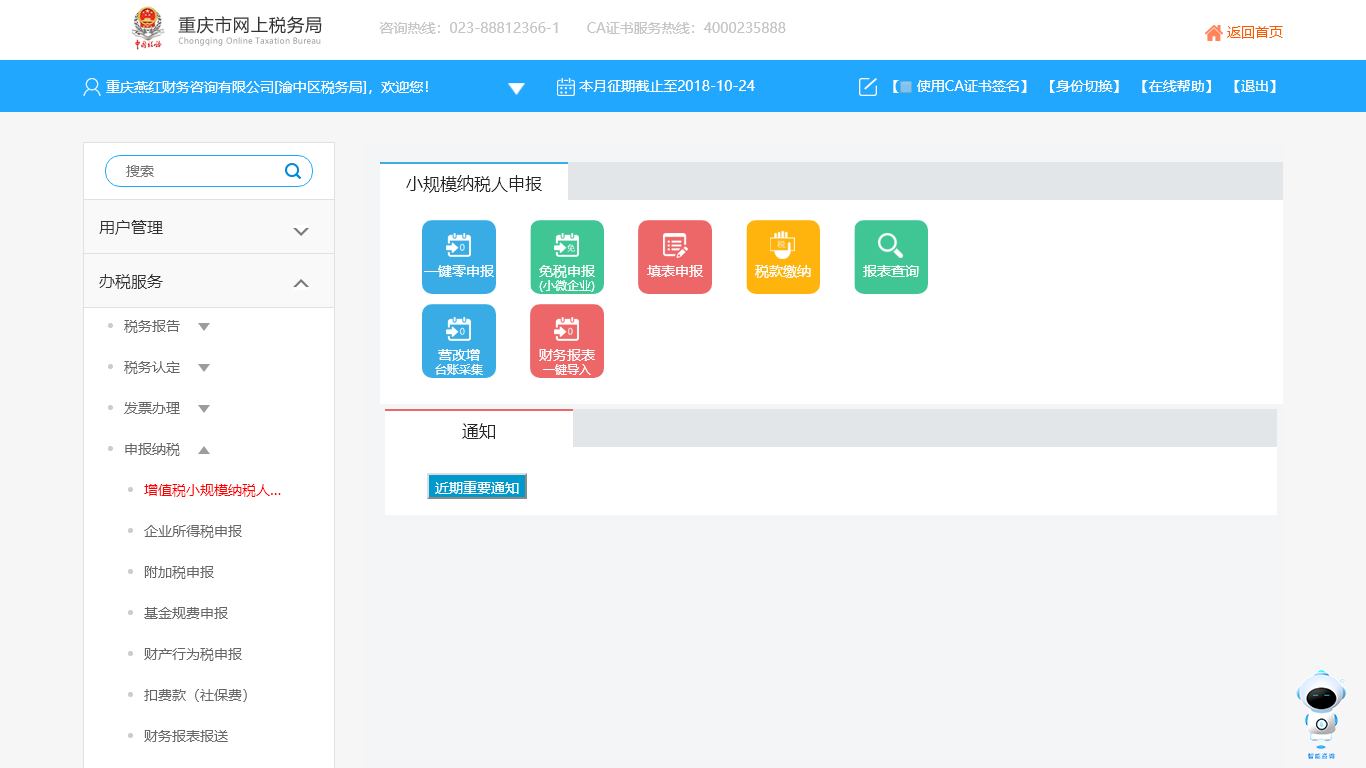 重庆市网上税务局
Chongqing Online Taxation Bureau
中国税务
咨询热线：023-88812366-1 CA证书服务热线：4000235888
返回首页
重庆燕红财务咨询有限公司[渝中区税务局]，欢迎您！
本月征期截止至2018-10-24
【使用CA证书签名】【身份切换】【在线帮助】【退出】
搜索
用户管理
办税服务
税务报告
税务认定
发票办理
申报纳税
增值税小规模纳税人...
企业所得税申报
附加税申报
基金规费申报
财产行为税申报
扣费款（社保费）
财务报表报送
小规模纳税人申报
0
一键零申报
免
免税申报
(小微企业)
填表申报
税
税款缴纳
报表查询
0
营改增
台账采集
0
财务报表
一键导入
通知
近期重要通知
智能咨询